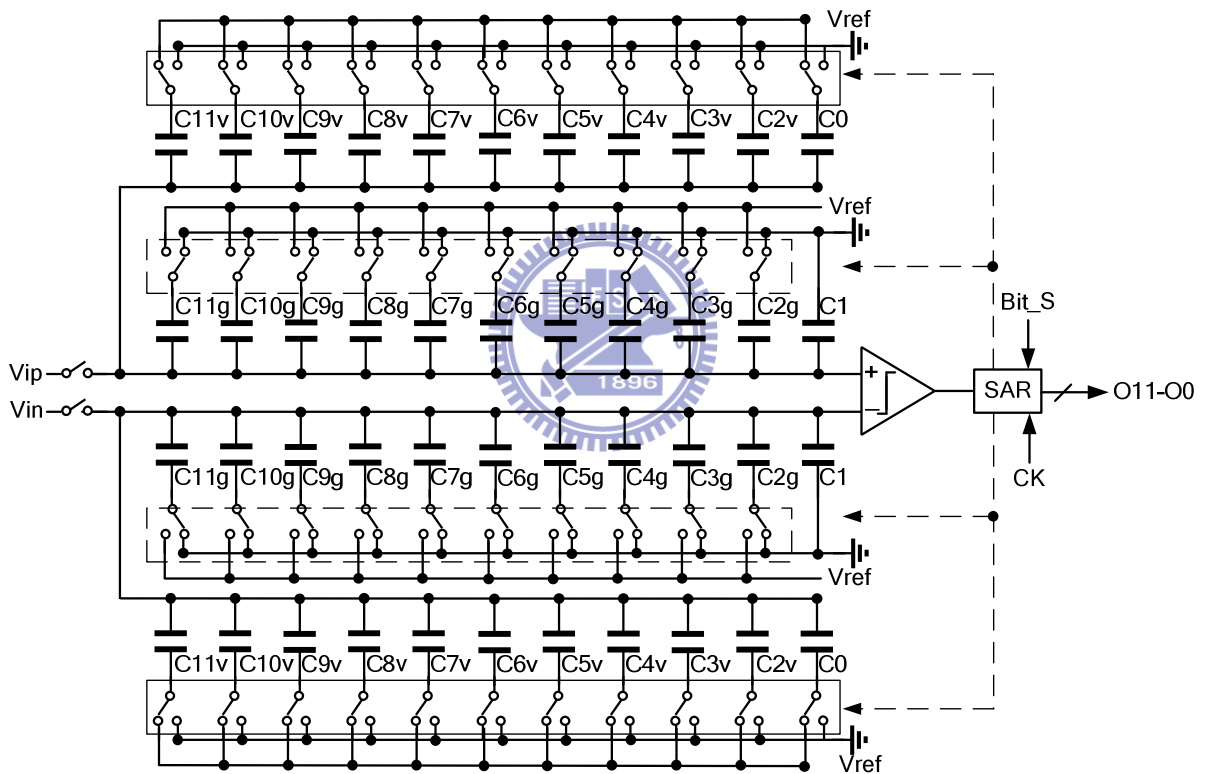 Vref
C11v C10v C9v C8v C7v C6v C5v C4v C3v C2v C0
Vref
C11g C10g C9g C8g C7g C6g C5g C4g C3g C2g C1
Bit_S
Vip
1896
+
SAR
O11-O0
Vin
–
C11g C10g C9g C8g C7g C6g C5g C4g C3g C2g C1
CK
Vref
C11v C10v C9v C8v C7v C6v C5v C4v C3v C2v C0
Vref